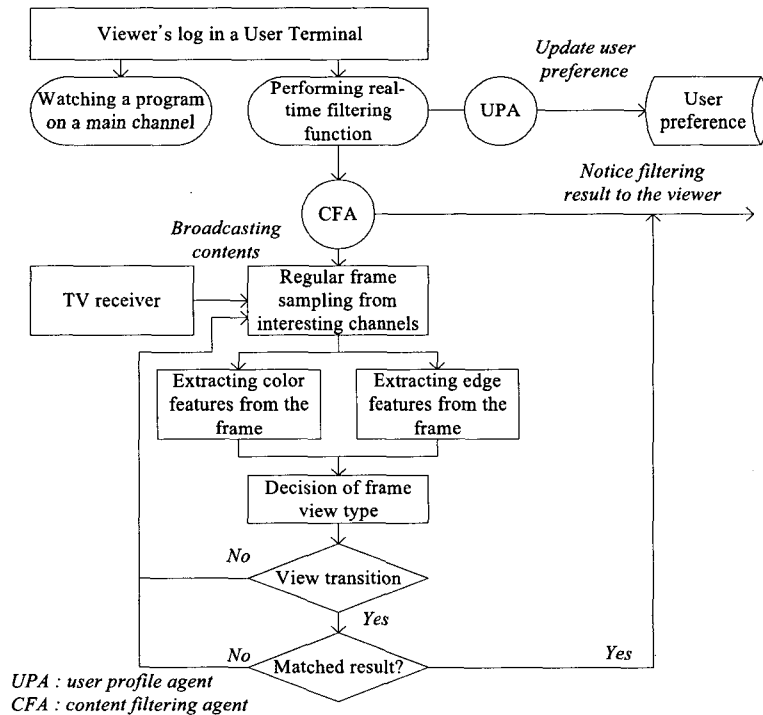 Viewer's log in a User Terminal
Update user
preference
Watching a program
on a main channel
Performing real-
time filtering
function
UPA
User
preference
Notice filtering
result to the viewer
CFA
Broadcasting
contents
TV receiver
Regular frame
sampling from
interesting channels
Extracting color
features from the
frame
Extracting edge
features from the
frame
Decision of frame
view type
No
View transition
Yes
No
Matched result?
Yes
UPA : user profile agent
CFA : content filtering agent